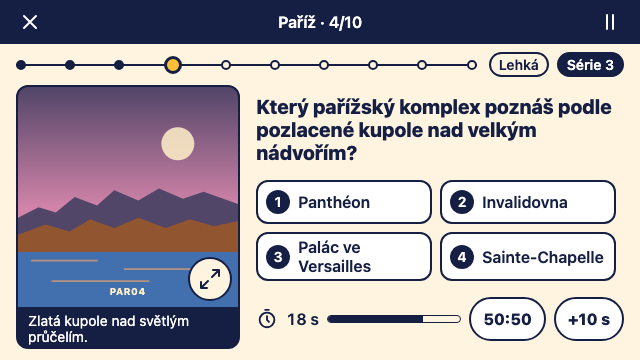 Paříž · 4/10
Lehká
Série 3
PAR04
Zlatá kupole nad světlým
průčelím.
Který pařížský komplex poznáš podle
pozlacené kupole nad velkým
nádvořím?
1 Panthéon
2 Invalidovna
3 Palác ve
Versailles
4 Sainte-Chapelle
18 s
50:50
+10 s